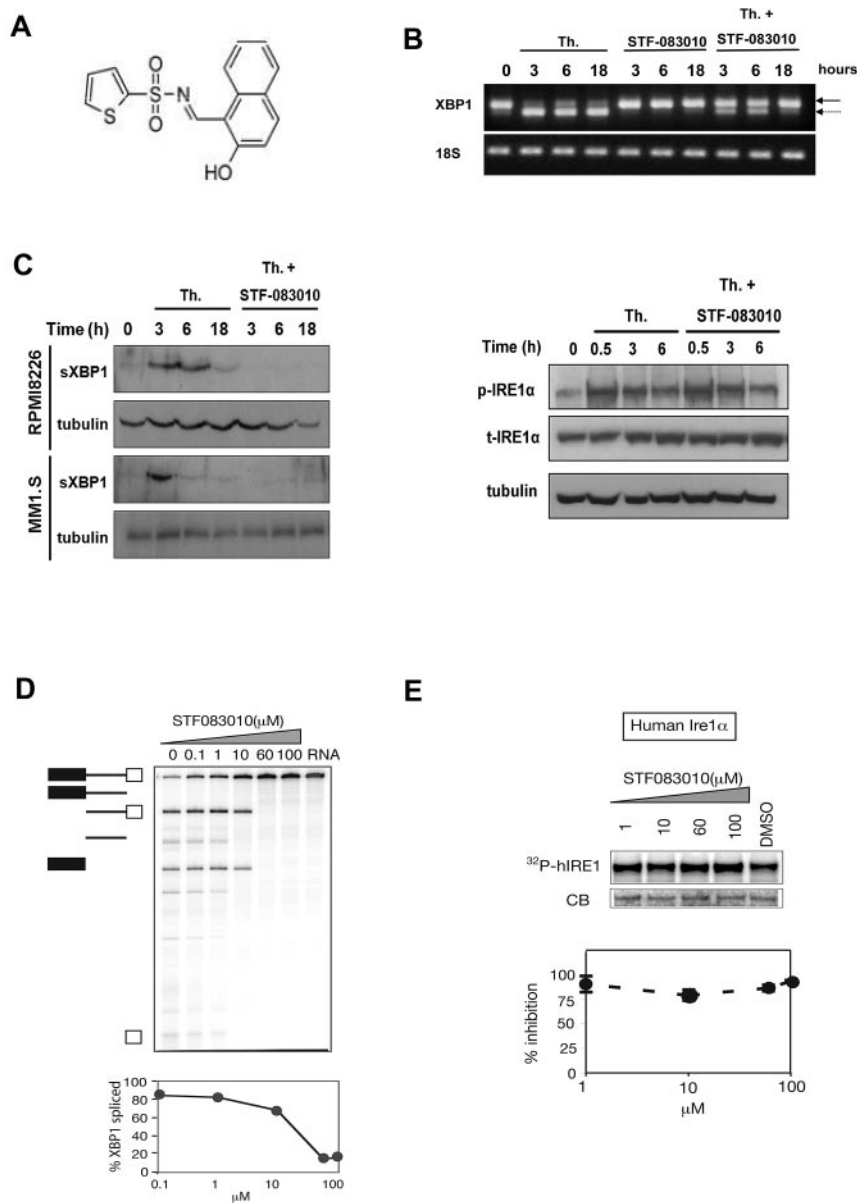 A
S
S
O
O
N
HO
B
Th.
STF-083010
Th. +
STF-083010
0 3 6 18 3 6 18 3 6 18 hours
XBP1
18S
C
Th.
Th. +
STF-083010
Time (h) 0 3 6 18 3 6 18
RPMI8226
sXBP1
tubulin
MM1.S
sXBP1
tubulin
Th.
Th. +
STF-083010
Time (h) 0 0.5 3 6 0.5 3 6
p-IRE1α
t-IRE1α
tubulin
D
STF083010(μM)
0 0.1 1 10 60 100 RNA
% XBP1 spliced
100
80
60
40
20
0
0.1 1 10 100
μM
E
Human Ire1α
STF083010(μM)
1 10 60 100 DMSO
32P-hIRE1
CB
% inhibition
100
75
50
25
0
1 10 100
μM